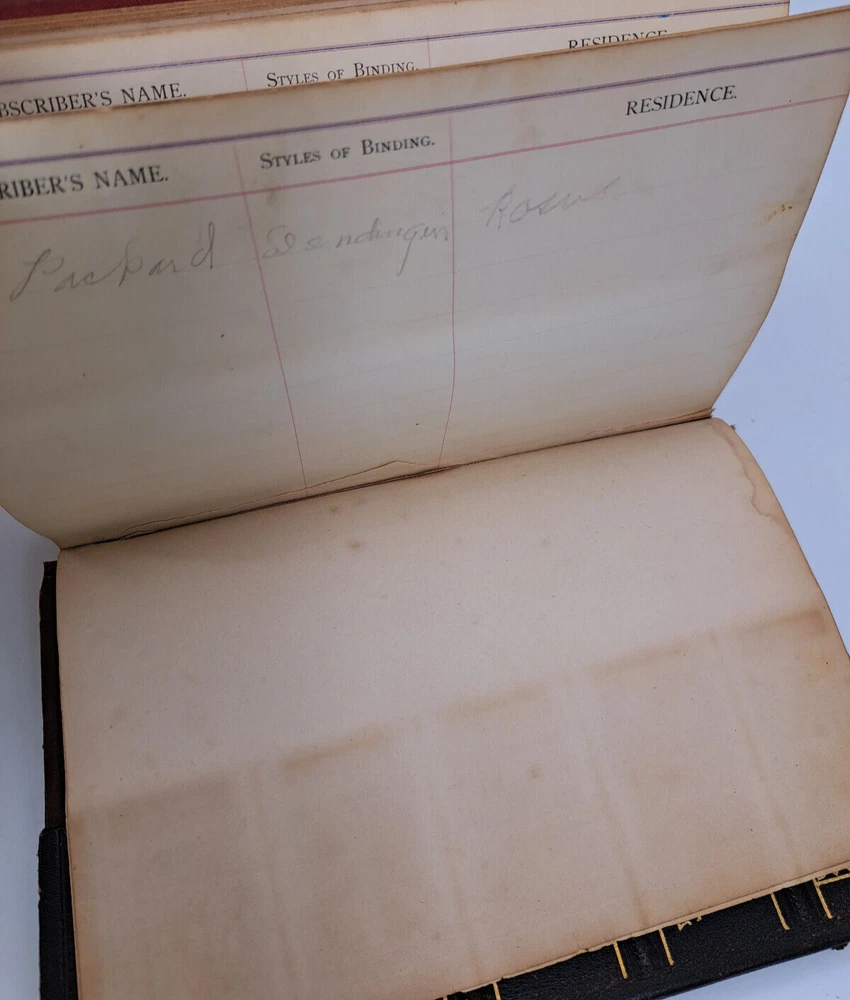 BSCRIBER'S NAME. STYLES OF BINDING. RESIDENCE
RIBER'S NAME. STYLES OF BINDING. RESIDENCE.
Packard